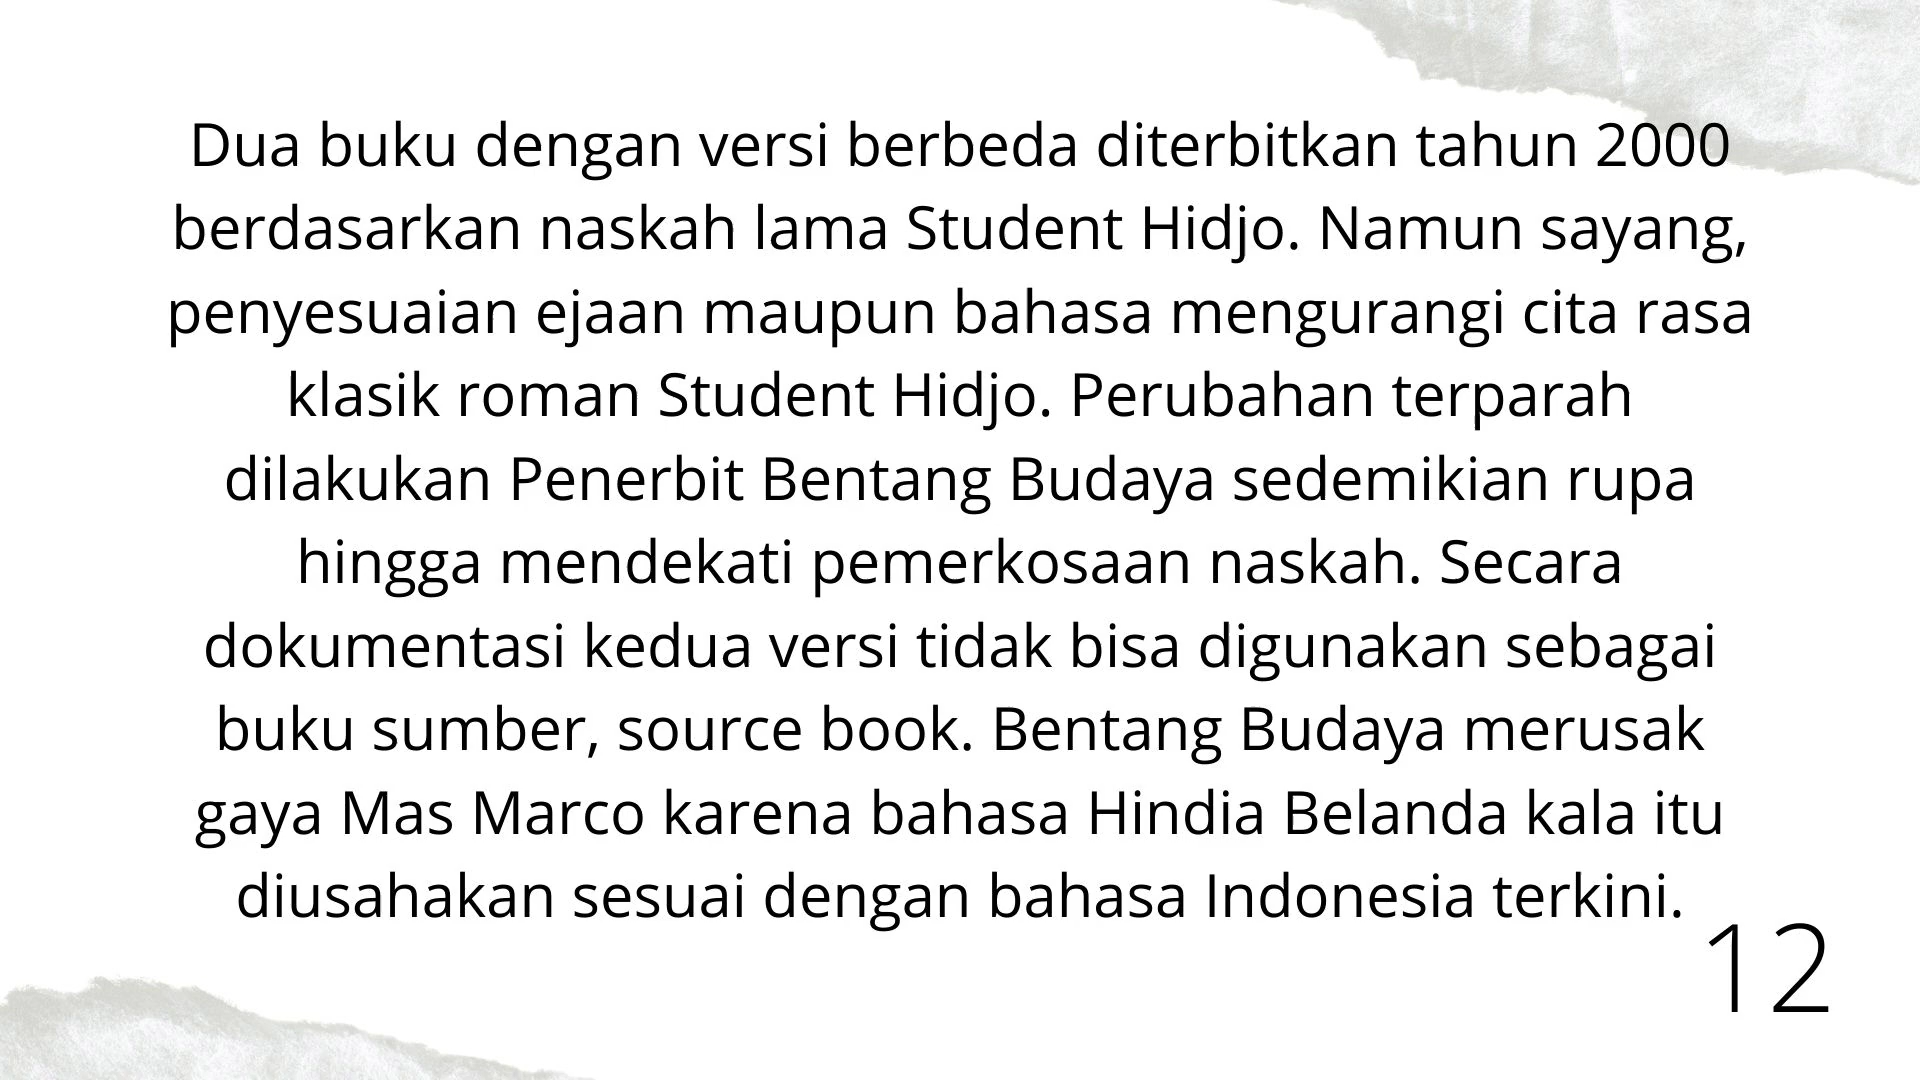 Dua buku dengan versi berbeda diterbitkan tahun 2000
berdasarkan naskah lama Student Hidjo. Namun sayang,
penyesuaian ejaan maupun bahasa mengurangi cita rasa
klasik roman Student Hidjo. Perubahan terparah
dilakukan Penerbit Bentang Budaya sedemikian rupa
hingga mendekati pemerkosaan naskah. Secara
dokumentasi kedua versi tidak bisa digunakan sebagai
buku sumber, source book. Bentang Budaya merusak
gaya Mas Marco karena bahasa Hindia Belanda kala itu
diusahakan sesuai dengan bahasa Indonesia terkini.
12